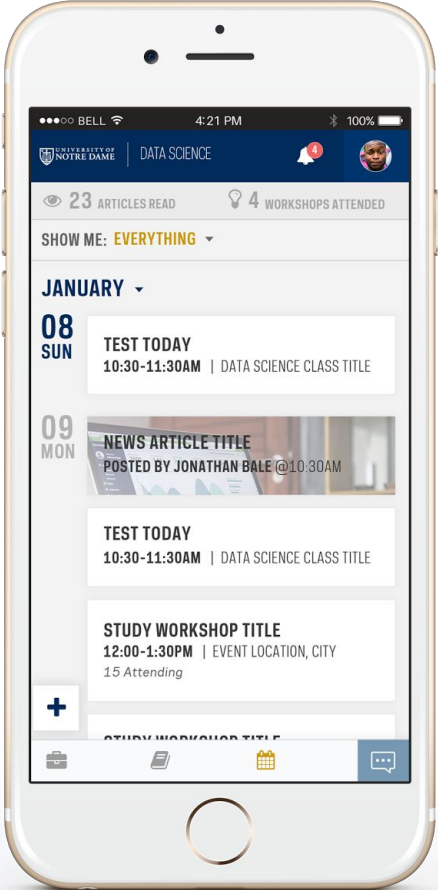 BELL
4:21 PM
100%
UNIVERSITY OF
NOTRE DAME
DATA SCIENCE
4
23 ARTICLES READ
4 WORKSHOPS ATTENDED
SHOW ME: EVERYTHING
JANUARY
08
SUN
TEST TODAY
10:30-11:30AM | DATA SCIENCE CLASS TITLE
09
MON
NEWS ARTICLE TITLE
POSTED BY JONATHAN BALE @10:30AM
TEST TODAY
10:30-11:30AM | DATA SCIENCE CLASS TITLE
STUDY WORKSHOP TITLE
12:00-1:30PM | EVENT LOCATION, CITY
15 Attending
+
STUDY WORKSHOP TITLE